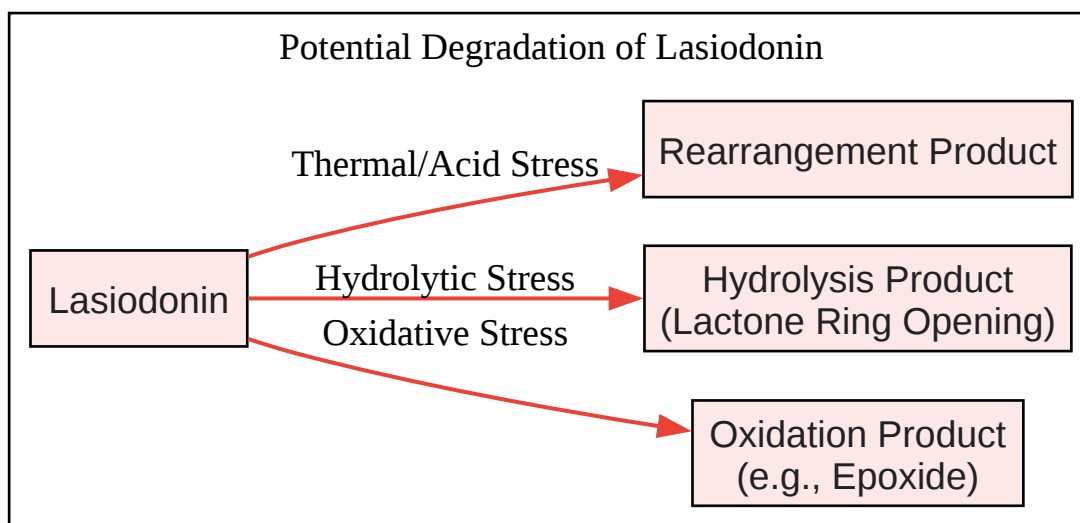 Potential Degradation of Lasiodonin
Thermal/Acid Stress
Rearrangement Product
Lasiodonin
Hydrolytic Stress
Hydrolysis Product
(Lactone Ring Opening)
Oxidative Stress
Oxidation Product
(e.g., Epoxide)